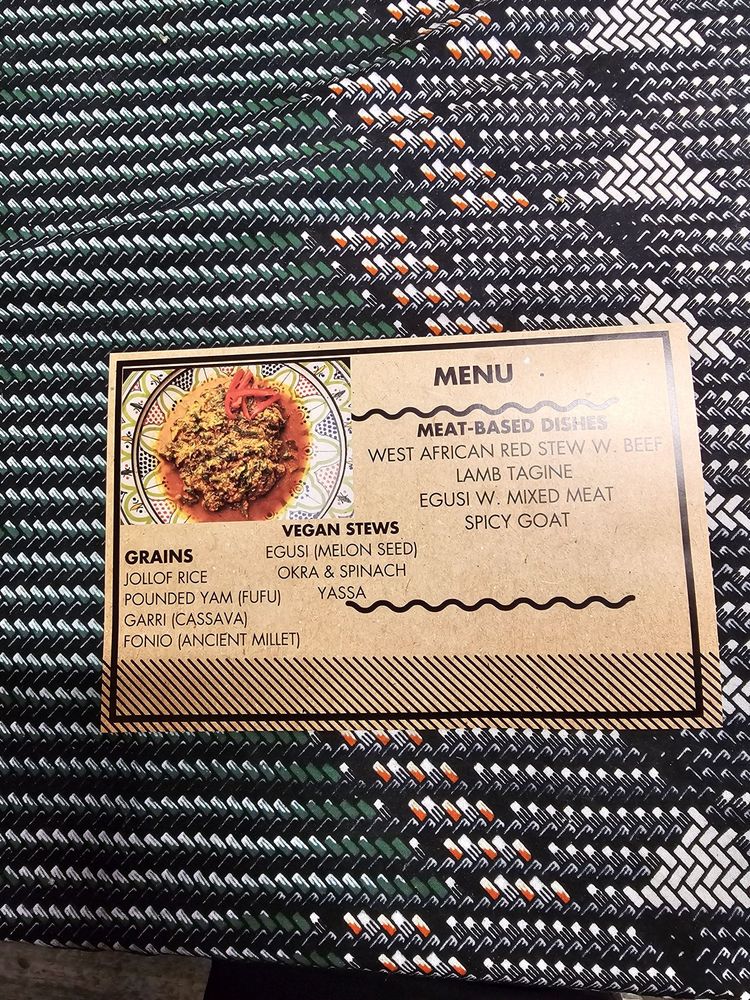 MENU
MEAT-BASED DISHES
WEST AFRICAN RED STEW W. BEEF
LAMB TAGINE
EGUSI W. MIXED MEAT
SPICY GOAT
VEGAN STEWS
EGUSI (MELON SEED)
OKRA & SPINACH
YASSA
GRAINS
JOLLOF RICE
POUNDED YAM (FUFU)
GARRI (CASSAVA)
FONIO (ANCIENT MILLET)